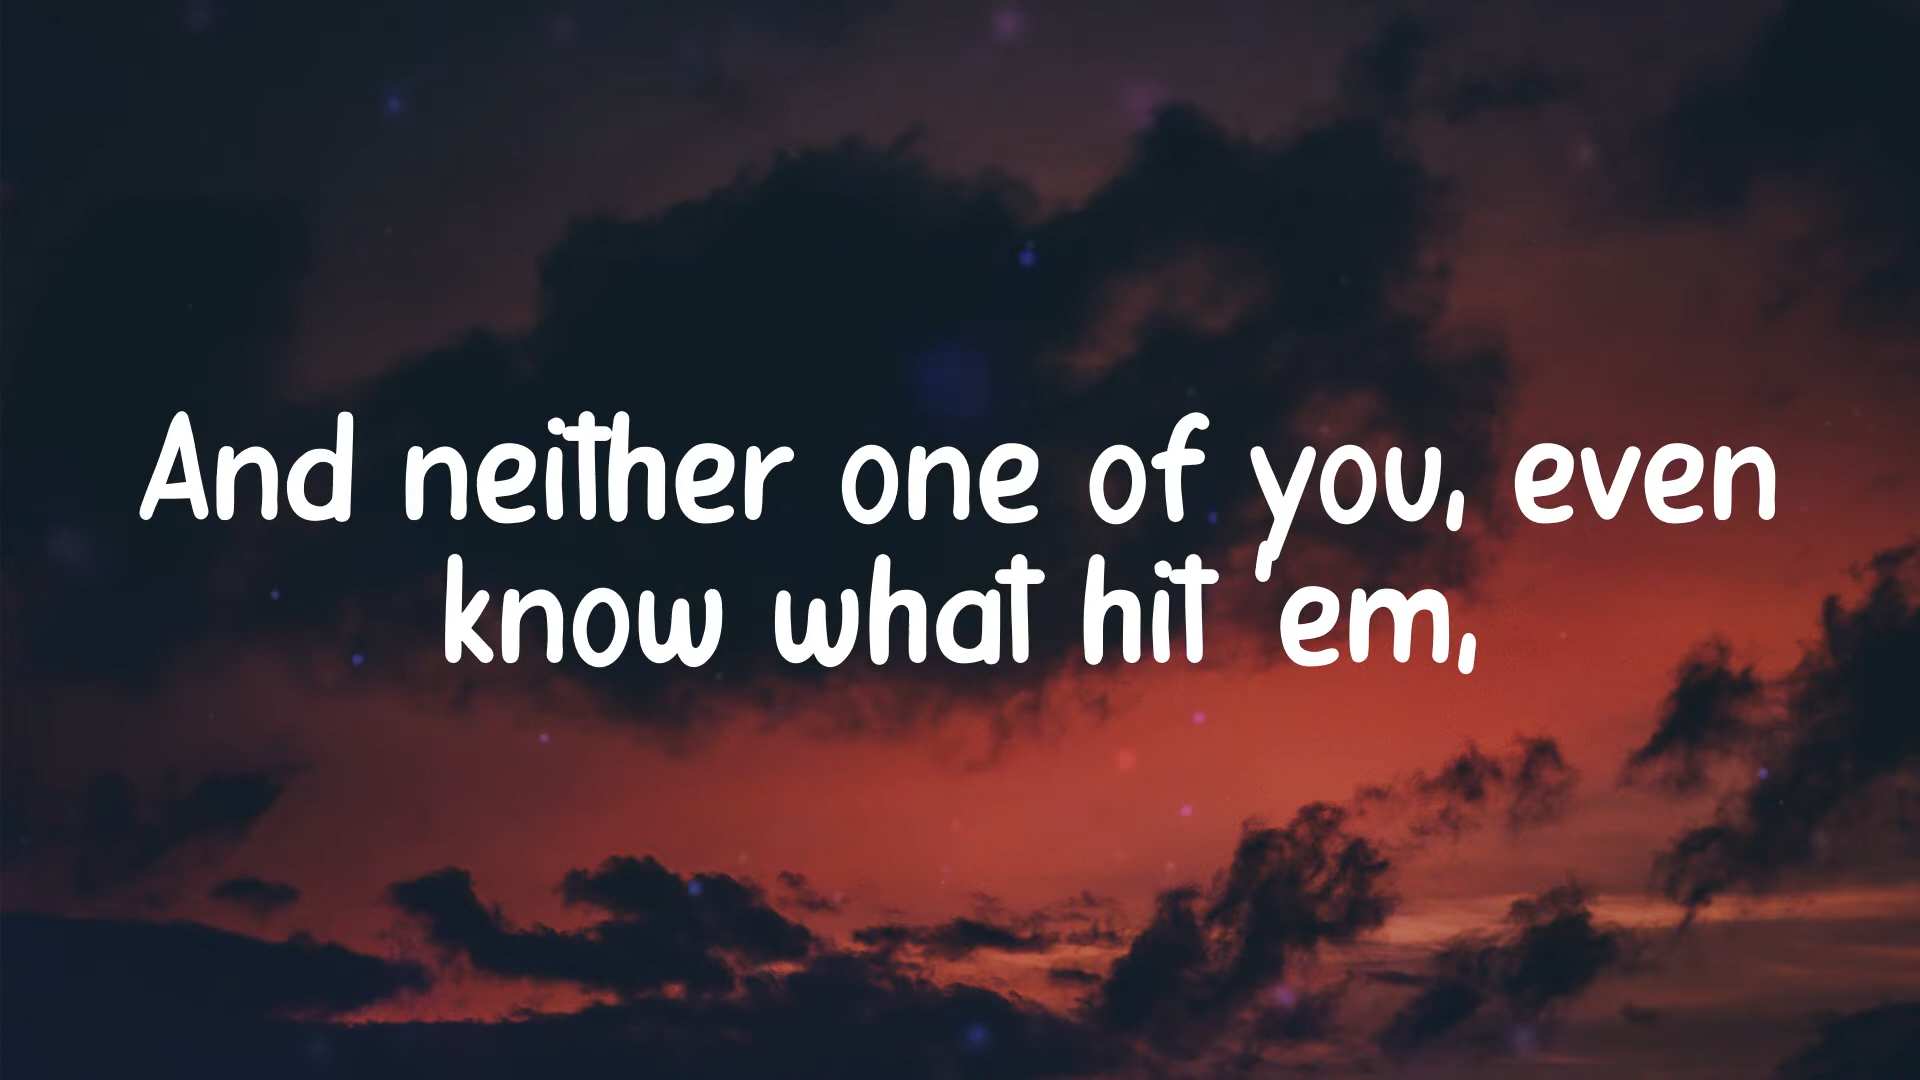 And neither one of you, even
know what hit 'em,